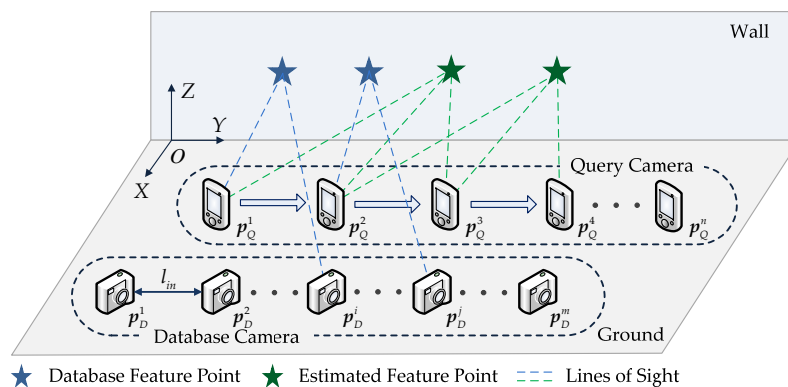 Wall
Z
Y
O
X
Query Camera
p_Q^1 p_Q^2 p_Q^3 p_Q^4 p_Q^n
l_in
p_D^1 p_D^2 p_D^i p_D^j p_D^m
Database Camera
Ground
Database Feature Point Estimated Feature Point Lines of Sight